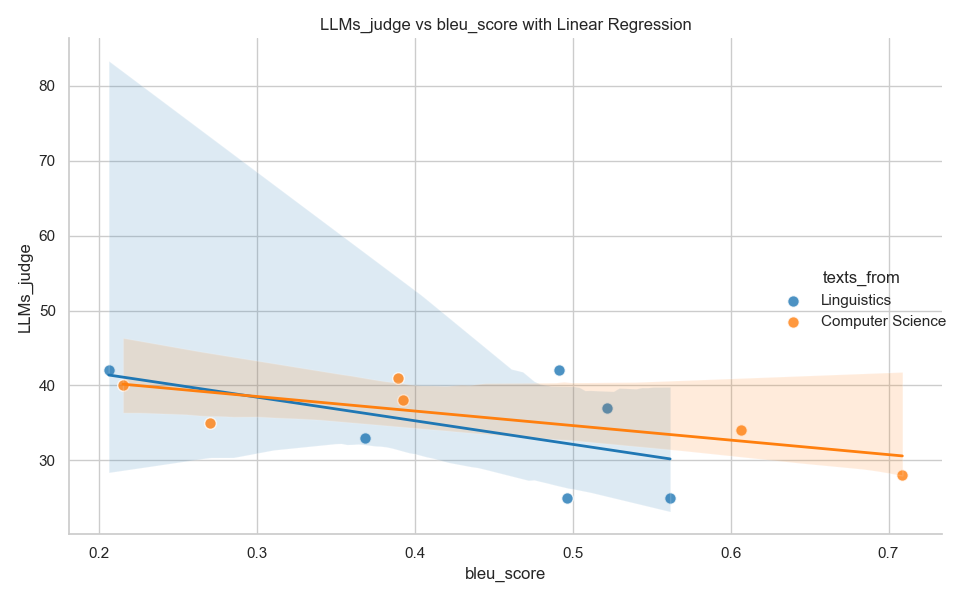 LLMs_judge vs bleu_score with Linear Regression
80
70
60
50
40
30
LLMs_judge
texts_from
Linguistics
Computer Science
0.2 0.3 0.4 0.5 0.6 0.7
bleu_score